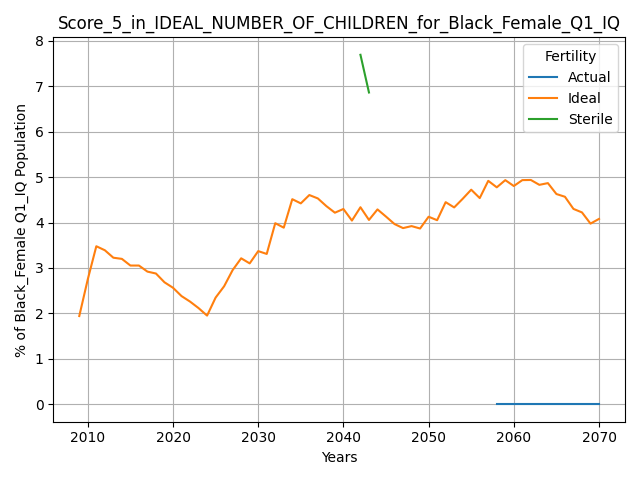 Score_5_in_IDEAL_NUMBER_OF_CHILDREN_for_Black_Female_Q1_IQ
% of Black_Female Q1_IQ Population
8
7
6
5
4
3
2
1
0
Fertility
Actual
Ideal
Sterile
2010 2020 2030 2040 2050 2060 2070
Years